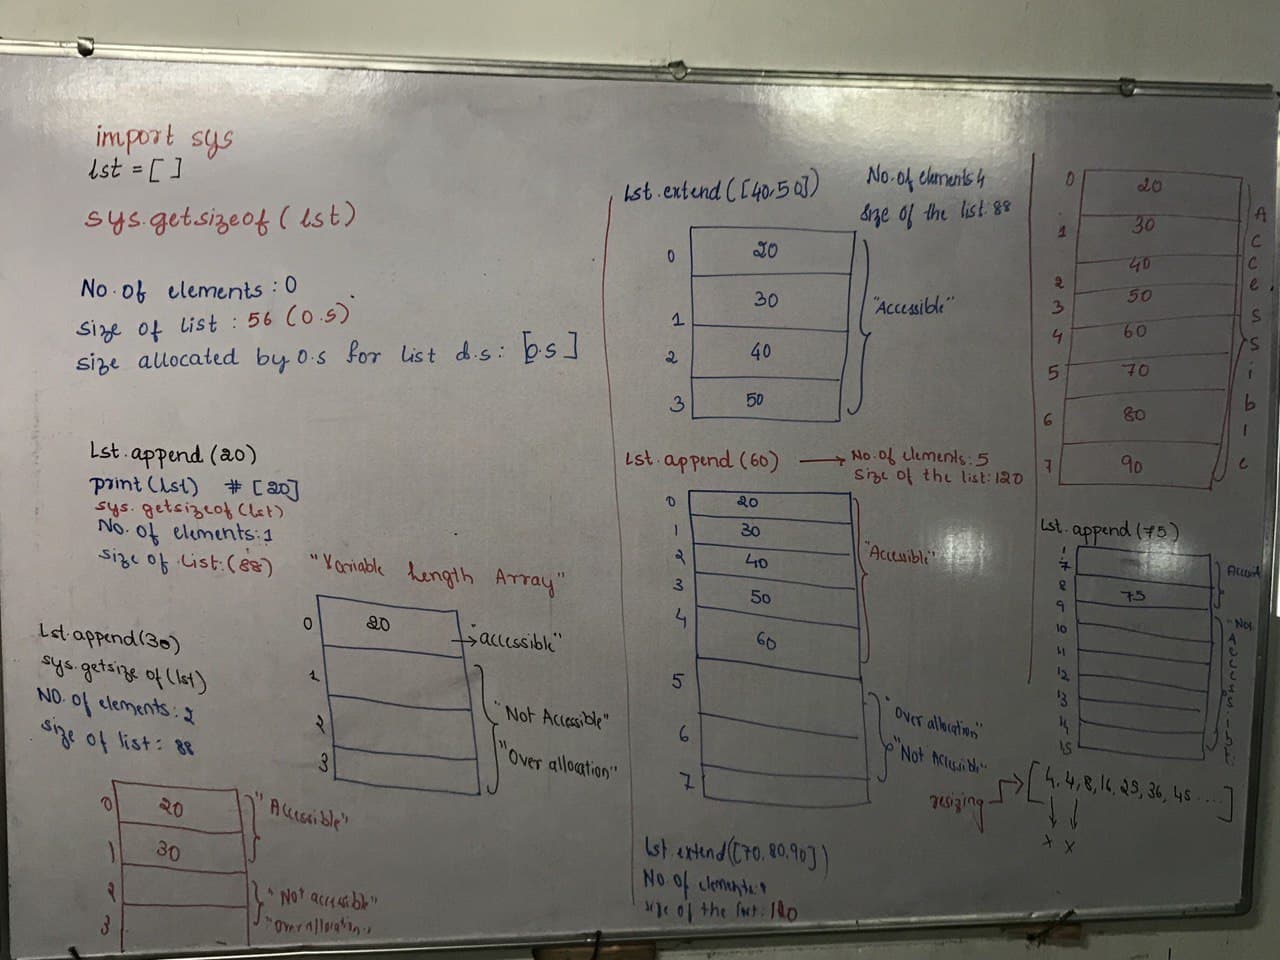 import sys
lst = [ ]
sys.getsizeof (lst)
No. of elements : 0
size of list : 56 (O.S)
size allocated by O.S for list d.s : [O.S]
Lst.append (20)
print (lst) # [20]
sys.getsizeof (lst)
No. of elements : 1
size of List : (88)
"Variable Length Array"
0 20 → "accessible"
1
2 "Not Accessible"
3 "Over allocation"
Lst.append (30)
sys.getsize of (lst)
NO. of elements : 2
size of list : 88
0 20 "Accessible"
1 30
2 "Not accessible"
3 "Over allocation"
Lst.extend ([40,50])
No. of elements 4
size of the list : 88
0 20
1 30 "Accessible"
2 40
3 50
Lst.append (60) → No. of elements : 5
size of the list : 120
0 20
1 30
2 40 "Accessible"
3 50
4 60
5
6 "Over allocation"
7 "Not Accessible"
Lst.extend ([70,80,90])
No. of elements
size of the list : 120
0 20
1 30
2 40
3 50
4 60
5 70
6 80
7 90
Accessible
Lst.append (75)
7
8 75
9
10
11
12
13
14
15
"Not
resizing → [4, 4, 8, 16, 25, 36, 45 ....]
x x